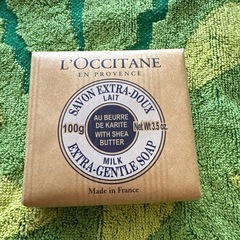 L'OCCITANE
EN PROVENCE
SAVON EXTRA-DOUX
LAIT
100g
AU BEURRE
DE KARITE
WITH SHEA
BUTTER
Net Wt 3.5 oz.
MILK
EXTRA-GENTLE SOAP
Made in France